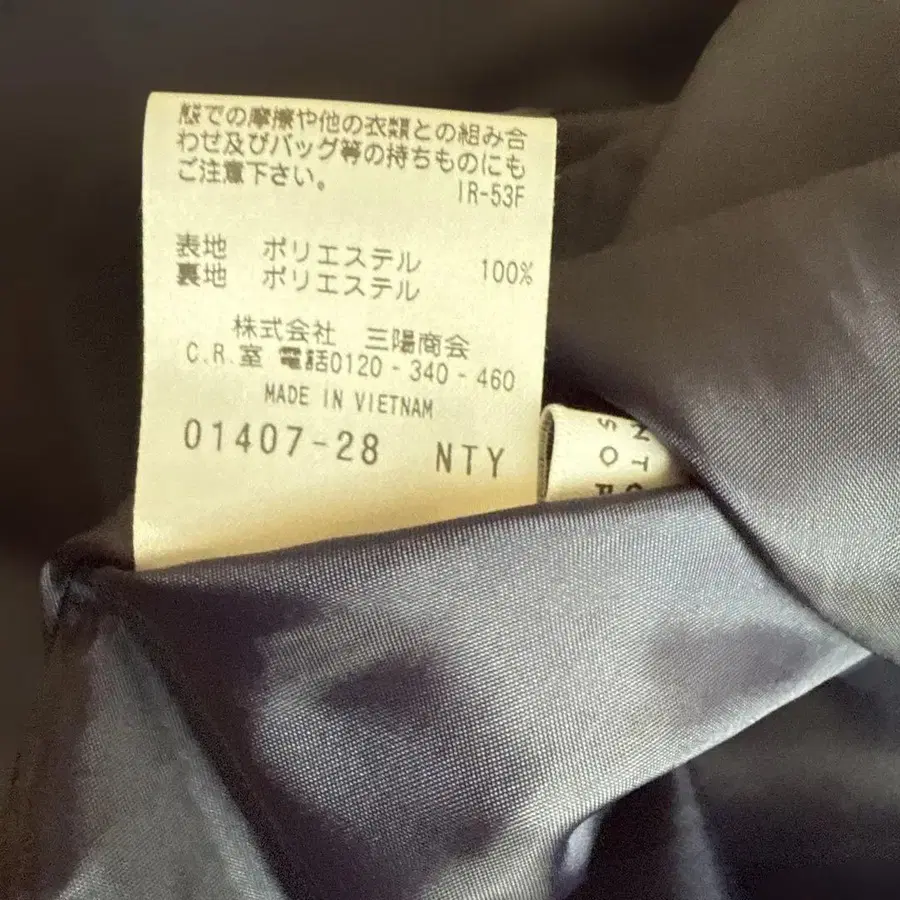 態での摩擦や他の衣類との組み合
わせ及びバッグ等の持ちものにも
ご注意下さい。
IR-53F
表地 ポリエステル 100%
裏地 ポリエステル
株式会社 三陽商会
C.R.室 電話0120-340-460
MADE IN VIETNAM
01407-28 NTY